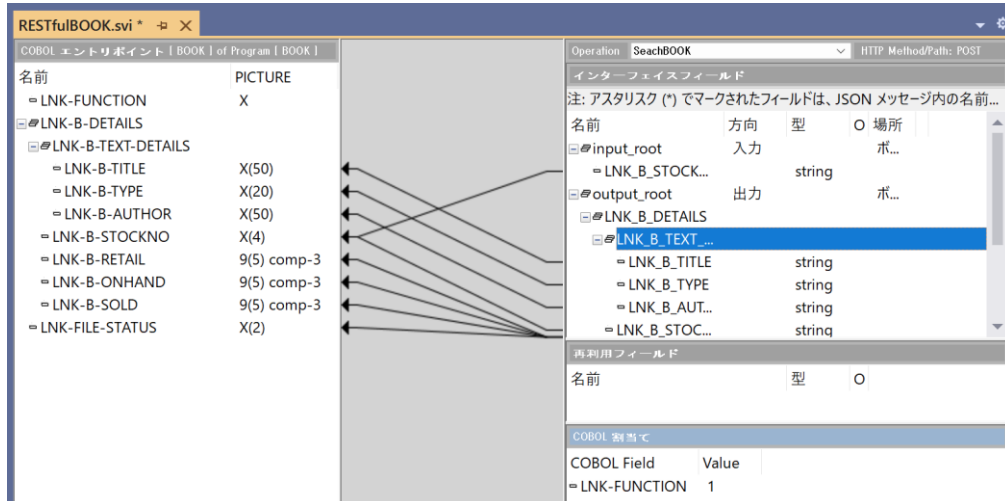 RESTfulBOOK.svi*
COBOL エントリポイント [ BOOK ] of Program [ BOOK ]
名前 PICTURE
LNK-FUNCTION X
LNK-B-DETAILS
LNK-B-TEXT-DETAILS
LNK-B-TITLE X(50)
LNK-B-TYPE X(20)
LNK-B-AUTHOR X(50)
LNK-B-STOCKNO X(4)
LNK-B-RETAIL 9(5) comp-3
LNK-B-ONHAND 9(5) comp-3
LNK-B-SOLD 9(5) comp-3
LNK-FILE-STATUS X(2)
Operation SeachBOOK HTTP Method/Path: POST
インターフェイスフィールド
注: アスタリスク (*) でマークされたフィールドは、JSON メッセージ内の名前...
名前 方向 型 O 場所
input_root 入力 ボ...
LNK_B_STOCK... string
output_root 出力 ボ...
LNK_B_DETAILS
LNK_B_TEXT_...
LNK_B_TITLE string
LNK_B_TYPE string
LNK_B_AUT... string
LNK_B_STOC... string
再利用フィールド
名前 型 O
COBOL 割当て
COBOL Field Value
LNK-FUNCTION 1